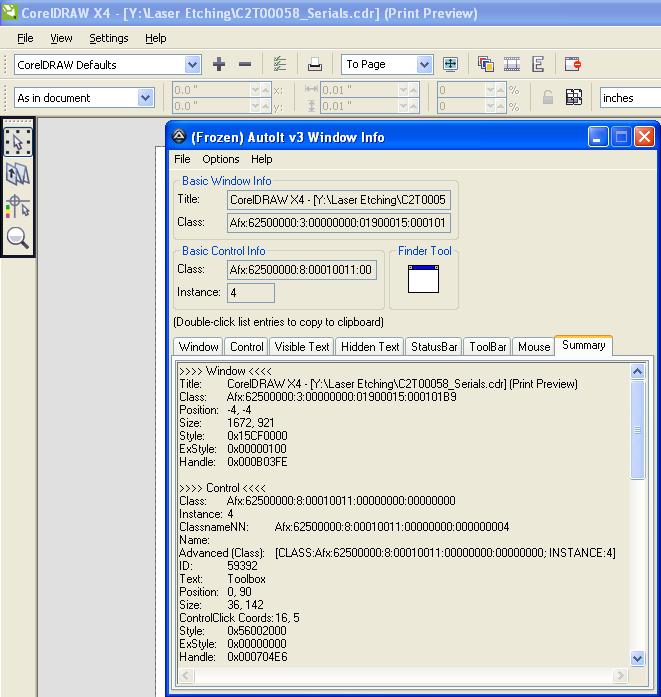 CorelDRAW X4 - [Y:\Laser Etching\C2T00058_Serials.cdr] (Print Preview)
File View Settings Help
CorelDRAW Defaults To Page
As in document 0.0 " x: 0.01 " 0 % inches
0.0 " y: 0.01 " 0 %
(Frozen) AutoIt v3 Window Info
File Options Help
Basic Window Info
Title: CorelDRAW X4 - [Y:\Laser Etching\C2T0005
Class: Afx:62500000:3:00000000:01900015:000101
Basic Control Info Finder Tool
Class: Afx:62500000:8:00010011:00
Instance: 4
(Double-click list entries to copy to clipboard)
Window Control Visible Text Hidden Text StatusBar ToolBar Mouse Summary
>>>> Window <<<<
Title: CorelDRAW X4 - [Y:\Laser Etching\C2T00058_Serials.cdr] (Print Preview)
Class: Afx:62500000:3:00000000:01900015:000101B9
Position: -4, -4
Size: 1672, 921
Style: 0x15CF0000
ExStyle: 0x00000100
Handle: 0x000B03FE
>>>> Control <<<<
Class: Afx:62500000:8:00010011:00000000:00000000
Instance: 4
ClassnameNN: Afx:62500000:8:00010011:00000000:000000004
Name:
Advanced (Class): [CLASS:Afx:62500000:8:00010011:00000000:00000000; INSTANCE:4]
ID: 59392
Text: Toolbox
Position: 0, 90
Size: 36, 142
ControlClick Coords: 16, 5
Style: 0x56002000
ExStyle: 0x00000000
Handle: 0x000704E6